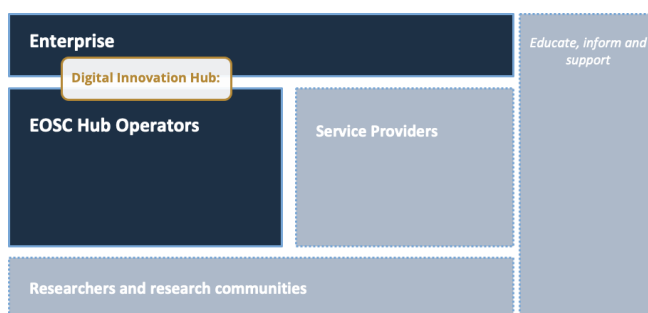 Enterprise
Digital Innovation Hub:
EOSC Hub Operators
Service Providers
Researchers and research communities
Educate, inform and
support